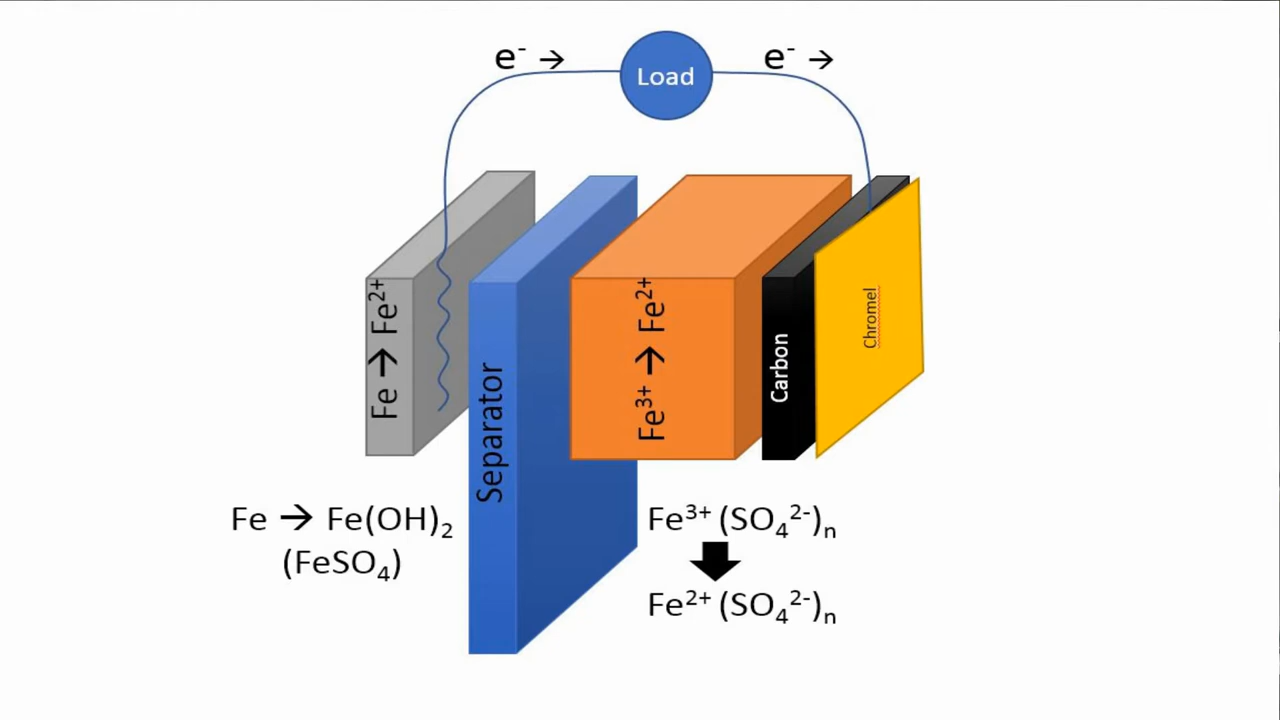 e⁻ →
Load
e⁻ →
Fe → Fe²⁺
Separator
Fe³⁺ → Fe²⁺
Carbon
Chromel
Fe → Fe(OH)₂
(FeSO₄)
Fe³⁺ (SO₄²⁻)ₙ
Fe²⁺ (SO₄²⁻)ₙ